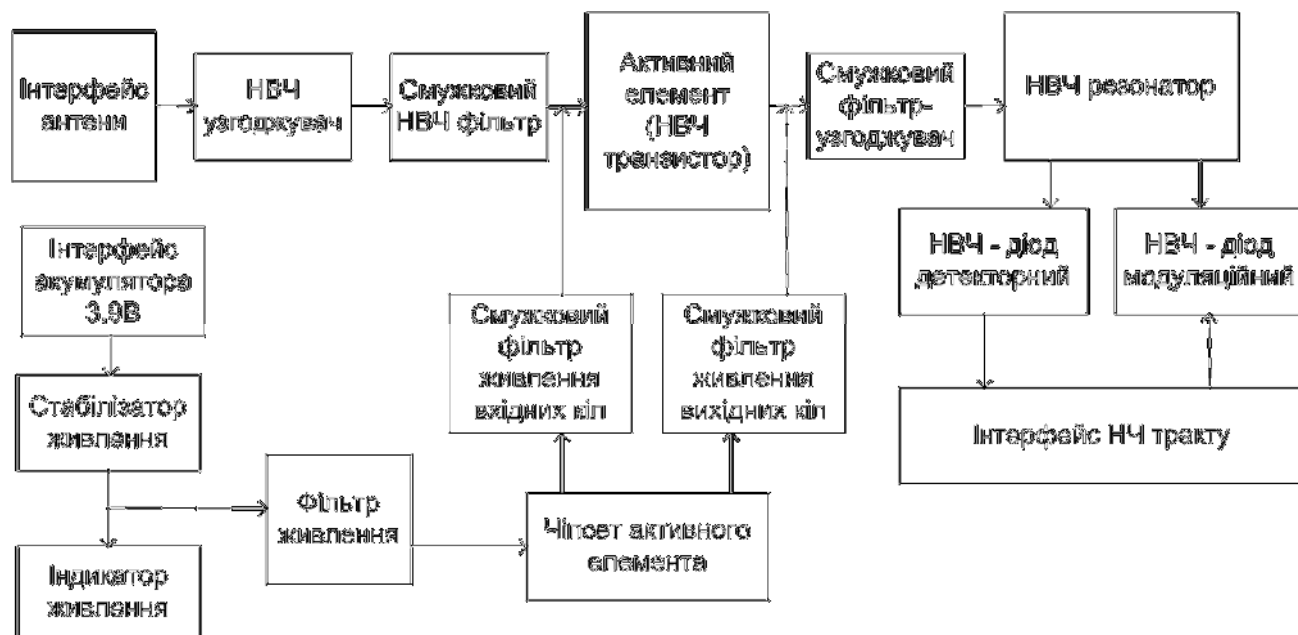 Інтерфейс
антени
НВЧ
узгоджувач
Смужковий
НВЧ фільтр
Активний
елемент
(НВЧ
транзистор)
Смужковий
фільтр-
узгоджувач
НВЧ резонатор
НВЧ - діод
детекторний
НВЧ - діод
модуляційний
Інтерфейс
акумулятора
3.9В
Смужковий
фільтр
живлення
вхідних кіл
Смужковий
фільтр
живлення
вихідних кіл
Стабілізатор
живлення
Інтерфейс НЧ тракту
Фільтр
живлення
Чіпсет активного
елемента
Індикатор
живлення